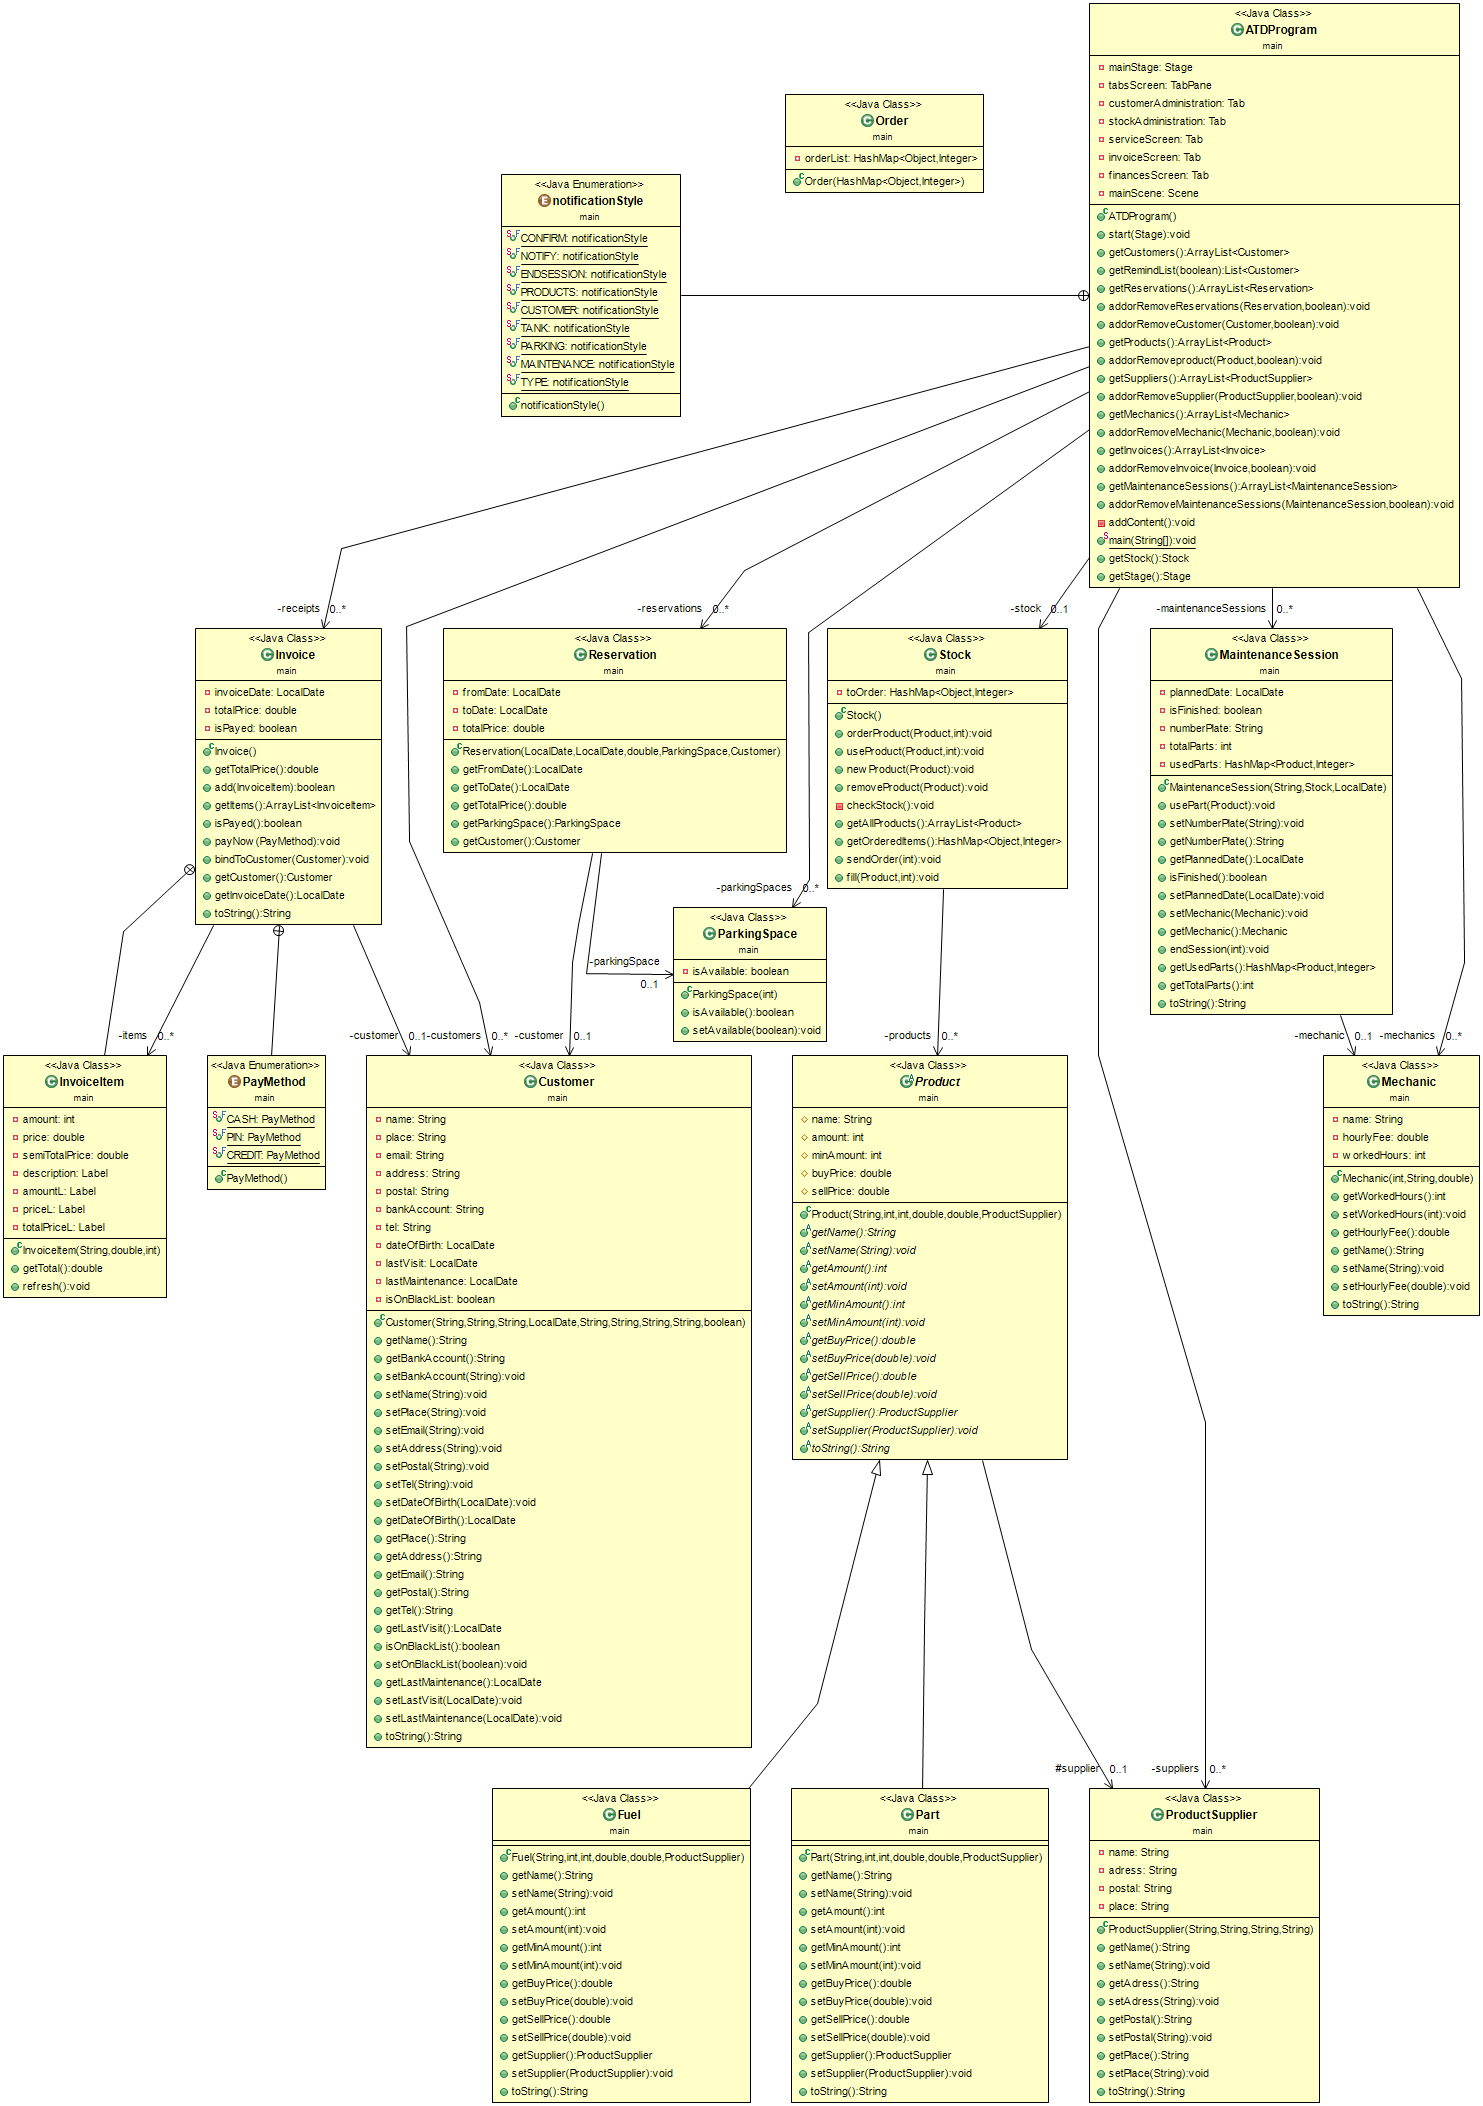 <<Java Class>>
ATDProgram
main
mainStage: Stage
tabsScreen: TabPane
customerAdministration: Tab
stockAdministration: Tab
serviceScreen: Tab
invoiceScreen: Tab
financesScreen: Tab
mainScene: Scene
ATDProgram()
start(Stage):void
getCustomers():ArrayList<Customer>
getRemindList(boolean):List<Customer>
getReservations():ArrayList<Reservation>
addorRemoveReservations(Reservation,boolean):void
addorRemoveCustomer(Customer,boolean):void
getProducts():ArrayList<Product>
addorRemoveproduct(Product,boolean):void
getSuppliers():ArrayList<ProductSupplier>
addorRemoveSupplier(ProductSupplier,boolean):void
getMechanics():ArrayList<Mechanic>
addorRemoveMechanic(Mechanic,boolean):void
getInvoices():ArrayList<Invoice>
addorRemoveInvoice(Invoice,boolean):void
getMaintenanceSessions():ArrayList<MaintenanceSession>
addorRemoveMaintenanceSessions(MaintenanceSession,boolean):void
addContent():void
main(String[]):void
getStock():Stock
getStage():Stage
<<Java Class>>
Order
main
orderList: HashMap<Object,Integer>
Order(HashMap<Object,Integer>)
<<Java Enumeration>>
notificationStyle
main
CONFIRM: notificationStyle
NOTIFY: notificationStyle
ENDSESSION: notificationStyle
PRODUCTS: notificationStyle
CUSTOMER: notificationStyle
TANK: notificationStyle
PARKING: notificationStyle
MAINTENANCE: notificationStyle
TYPE: notificationStyle
notificationStyle()
-receipts 0..*
-reservations 0..*
-stock 0..1
-maintenanceSessions 0..*
<<Java Class>>
Invoice
main
invoiceDate: LocalDate
totalPrice: double
isPayed: boolean
Invoice()
getTotalPrice():double
add(InvoiceItem):boolean
getItems():ArrayList<InvoiceItem>
isPayed():boolean
payNow(PayMethod):void
bindToCustomer(Customer):void
getCustomer():Customer
getInvoiceDate():LocalDate
toString():String
<<Java Class>>
Reservation
main
fromDate: LocalDate
toDate: LocalDate
totalPrice: double
Reservation(LocalDate,LocalDate,double,ParkingSpace,Customer)
getFromDate():LocalDate
getToDate():LocalDate
getTotalPrice():double
getParkingSpace():ParkingSpace
getCustomer():Customer
<<Java Class>>
Stock
main
toOrder: HashMap<Object,Integer>
Stock()
orderProduct(Product,int):void
useProduct(Product,int):void
newProduct(Product):void
removeProduct(Product):void
checkStock():void
getAllProducts():ArrayList<Product>
getOrderedItems():HashMap<Object,Integer>
sendOrder(int):void
fill(Product,int):void
<<Java Class>>
MaintenanceSession
main
plannedDate: LocalDate
isFinished: boolean
numberPlate: String
totalParts: int
usedParts: HashMap<Product,Integer>
MaintenanceSession(String,Stock,LocalDate)
usePart(Product):void
setNumberPlate(String):void
getNumberPlate():String
getPlannedDate():LocalDate
isFinished():boolean
setPlannedDate(LocalDate):void
setMechanic(Mechanic):void
getMechanic():Mechanic
endSession(int):void
getUsedParts():HashMap<Product,Integer>
getTotalParts():int
toString():String
-parkingSpaces 0..*
<<Java Class>>
ParkingSpace
main
isAvailable: boolean
ParkingSpace(int)
isAvailable():boolean
setAvailable(boolean):void
-parkingSpace
0..1
-items 0..*
-customer 0..1
-customers 0..*
-customer 0..1
-products 0..*
-mechanic 0..1
-mechanics 0..*
<<Java Class>>
InvoiceItem
main
amount: int
price: double
semiTotalPrice: double
description: Label
amountL: Label
priceL: Label
totalPriceL: Label
InvoiceItem(String,double,int)
getTotal():double
refresh():void
<<Java Enumeration>>
PayMethod
main
CASH: PayMethod
PIN: PayMethod
CREDIT: PayMethod
PayMethod()
<<Java Class>>
Customer
main
name: String
place: String
email: String
address: String
postal: String
bankAccount: String
tel: String
dateOfBirth: LocalDate
lastVisit: LocalDate
lastMaintenance: LocalDate
isOnBlackList: boolean
Customer(String,String,String,LocalDate,String,String,String,String,boolean)
getName():String
getBankAccount():String
setBankAccount(String):void
setName(String):void
setPlace(String):void
setEmail(String):void
setAddress(String):void
setPostal(String):void
setTel(String):void
setDateOfBirth(LocalDate):void
getDateOfBirth():LocalDate
getPlace():String
getAddress():String
getEmail():String
getPostal():String
getTel():String
getLastVisit():LocalDate
isOnBlackList():boolean
setOnBlackList(boolean):void
getLastMaintenance():LocalDate
setLastVisit(LocalDate):void
setLastMaintenance(LocalDate):void
toString():String
<<Java Class>>
Product
main
name: String
amount: int
minAmount: int
buyPrice: double
sellPrice: double
Product(String,int,int,double,double,ProductSupplier)
getName():String
setName(String):void
getAmount():int
setAmount(int):void
getMinAmount():int
setMinAmount(int):void
getBuyPrice():double
setBuyPrice(double):void
getSellPrice():double
setSellPrice(double):void
getSupplier():ProductSupplier
setSupplier(ProductSupplier):void
toString():String
<<Java Class>>
Mechanic
main
name: String
hourlyFee: double
workedHours: int
Mechanic(int,String,double)
getWorkedHours():int
setWorkedHours(int):void
getHourlyFee():double
getName():String
setName(String):void
setHourlyFee(double):void
toString():String
#supplier 0..1
-suppliers 0..*
<<Java Class>>
Fuel
main
Fuel(String,int,int,double,double,ProductSupplier)
getName():String
setName(String):void
getAmount():int
setAmount(int):void
getMinAmount():int
setMinAmount(int):void
getBuyPrice():double
setBuyPrice(double):void
getSellPrice():double
setSellPrice(double):void
getSupplier():ProductSupplier
setSupplier(ProductSupplier):void
toString():String
<<Java Class>>
Part
main
Part(String,int,int,double,double,ProductSupplier)
getName():String
setName(String):void
getAmount():int
setAmount(int):void
getMinAmount():int
setMinAmount(int):void
getBuyPrice():double
setBuyPrice(double):void
getSellPrice():double
setSellPrice(double):void
getSupplier():ProductSupplier
setSupplier(ProductSupplier):void
toString():String
<<Java Class>>
ProductSupplier
main
name: String
adress: String
postal: String
place: String
ProductSupplier(String,String,String,String)
getName():String
setName(String):void
getAdress():String
setAdress(String):void
getPostal():String
setPostal(String):void
getPlace():String
setPlace(String):void
toString():String